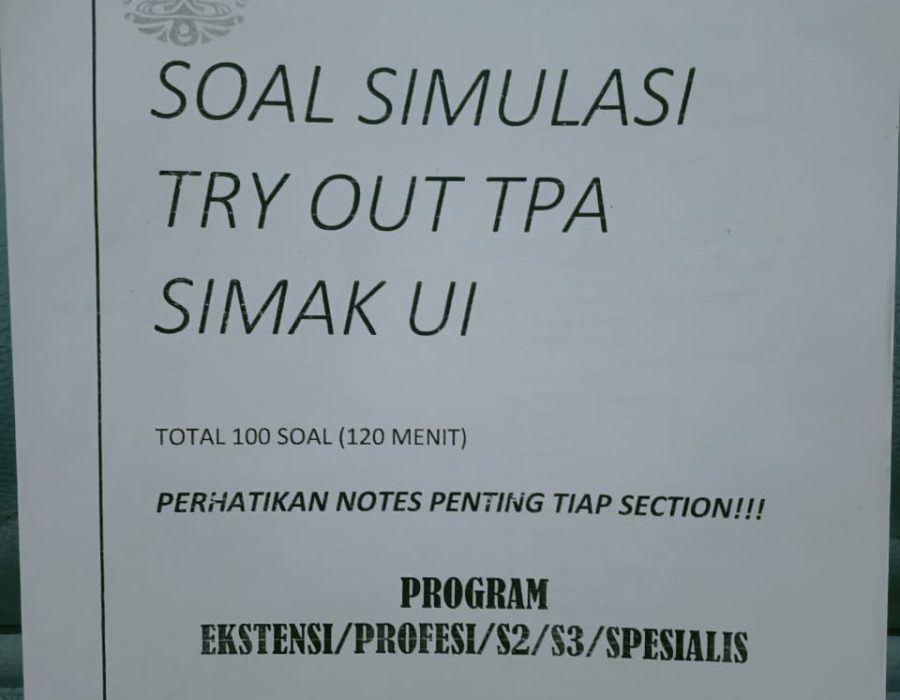 SOAL SIMULASI
TRY OUT TPA
SIMAK UI
TOTAL 100 SOAL (120 MENIT)
PERHATIKAN NOTES PENTING TIAP SECTION!!!
PROGRAM
EKSTENSI/PROFESI/S2/S3/SPESIALIS